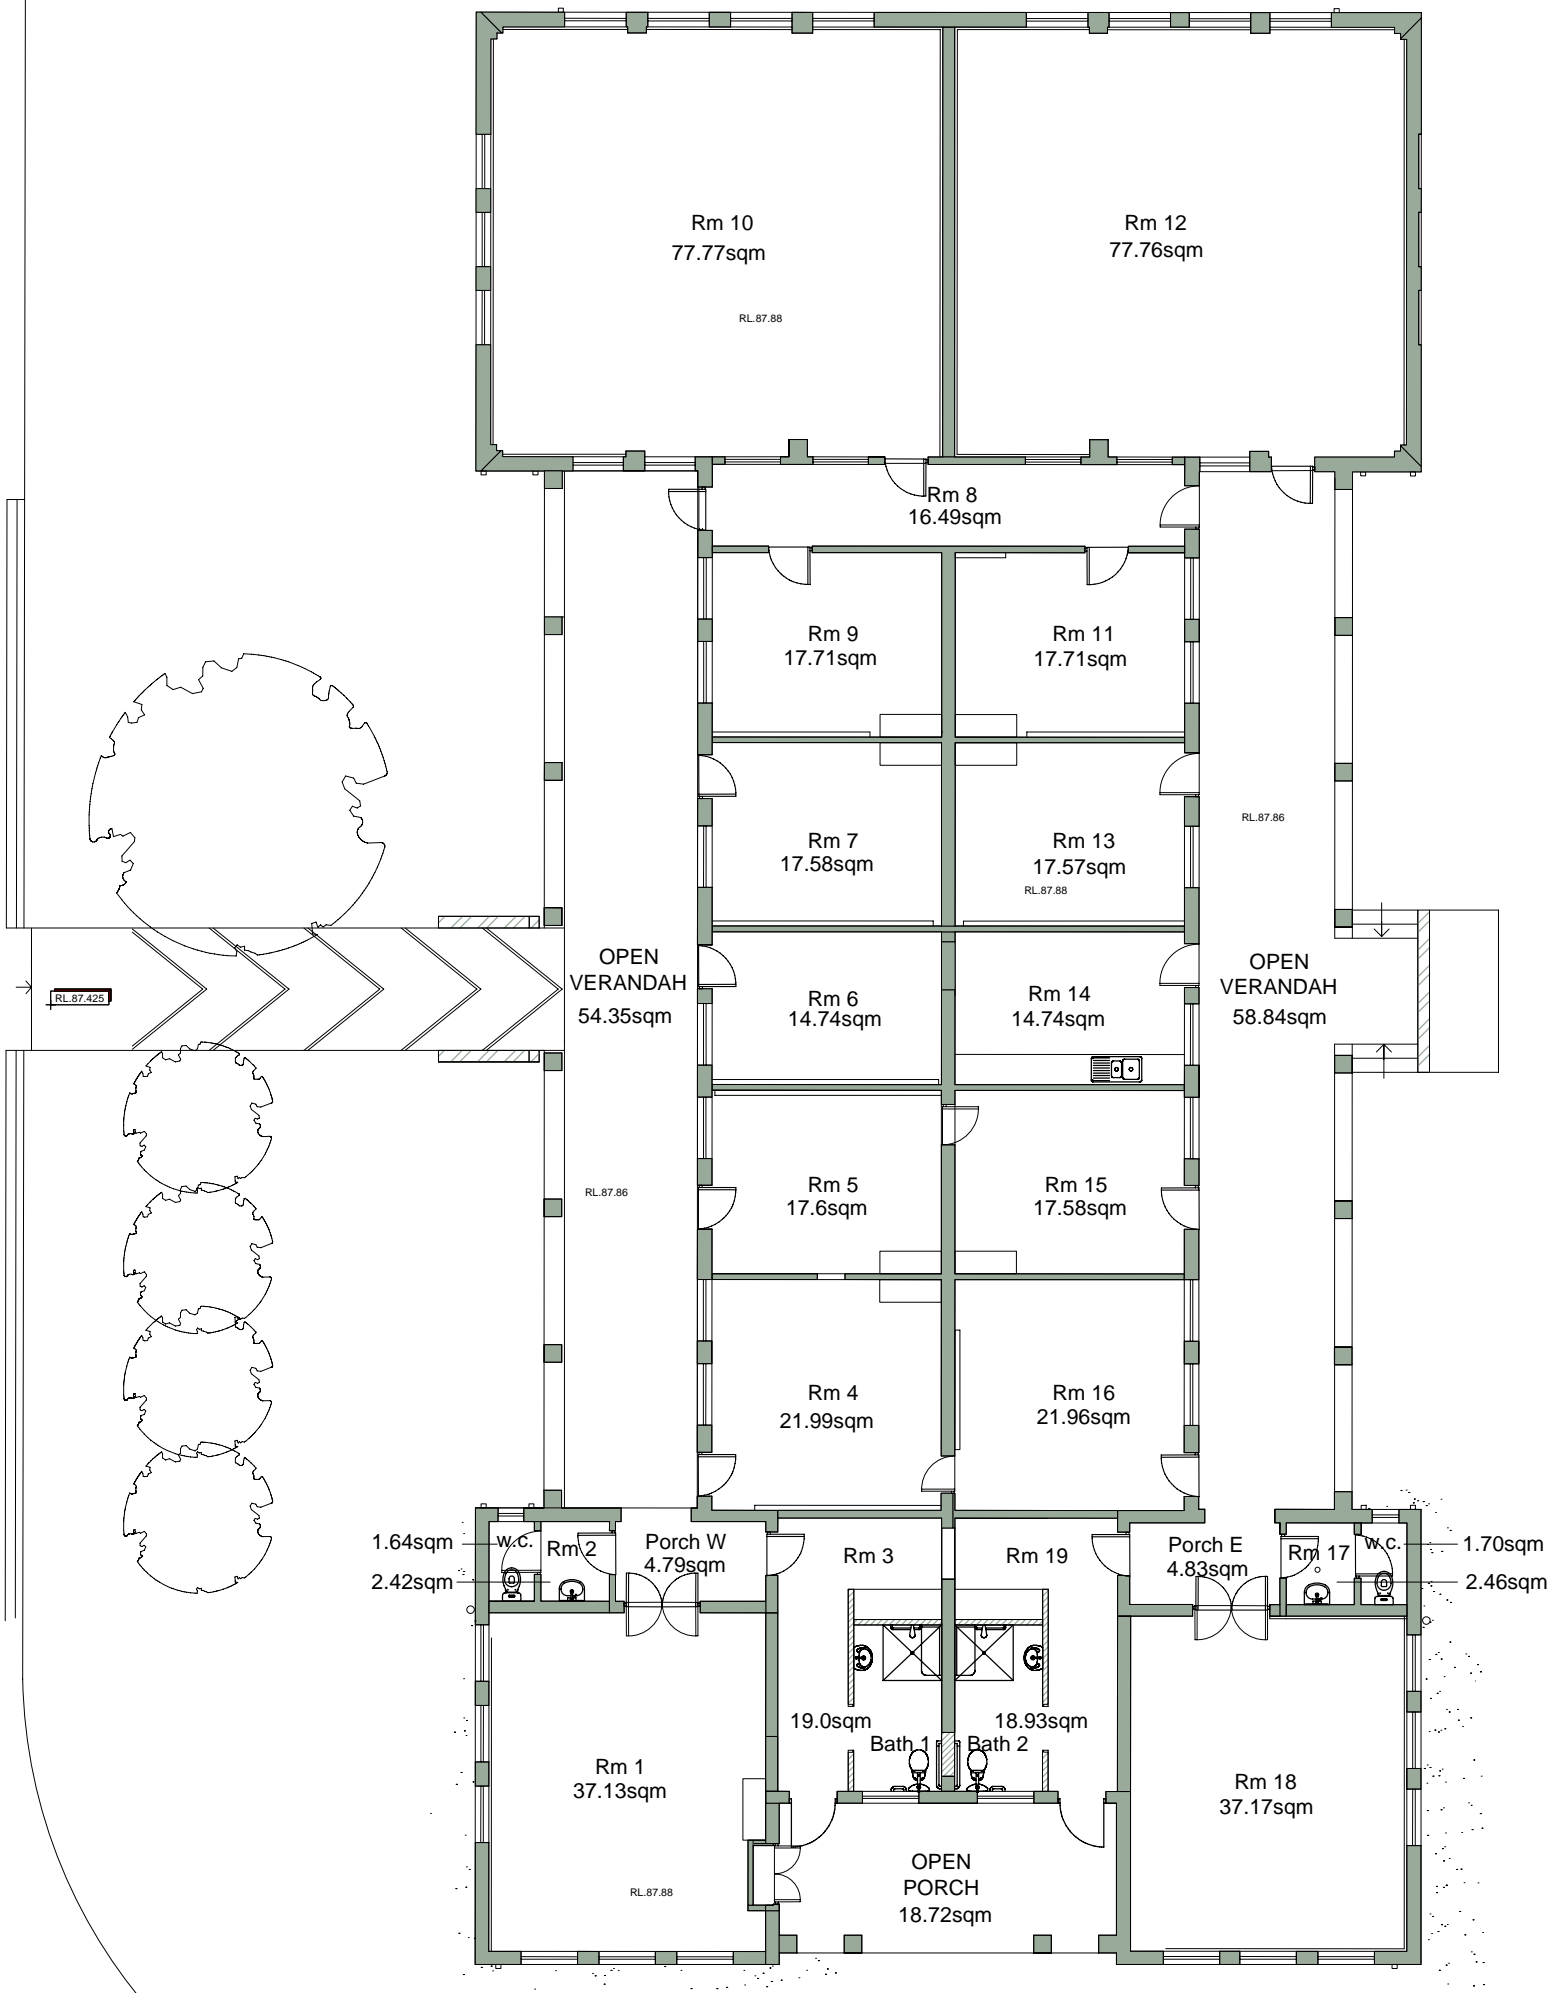 Rm 10
77.77sqm
RL.87.88
Rm 12
77.76sqm
Rm 8
16.49sqm
Rm 9
17.71sqm
Rm 11
17.71sqm
Rm 7
17.58sqm
Rm 13
17.57sqm
RL.87.88
RL.87.86
OPEN
VERANDAH
54.35sqm
Rm 6
14.74sqm
Rm 14
14.74sqm
OPEN
VERANDAH
58.84sqm
RL.87.425
RL.87.86
Rm 5
17.6sqm
Rm 15
17.58sqm
Rm 4
21.99sqm
Rm 16
21.96sqm
1.64sqm
w.c.
2.42sqm
Rm 2
Porch W
4.79sqm
Rm 3
Rm 19
Porch E
4.83sqm
Rm 17
w.c.
1.70sqm
2.46sqm
19.0sqm
Bath 1
18.93sqm
Bath 2
Rm 1
37.13sqm
RL.87.88
Rm 18
37.17sqm
OPEN
PORCH
18.72sqm